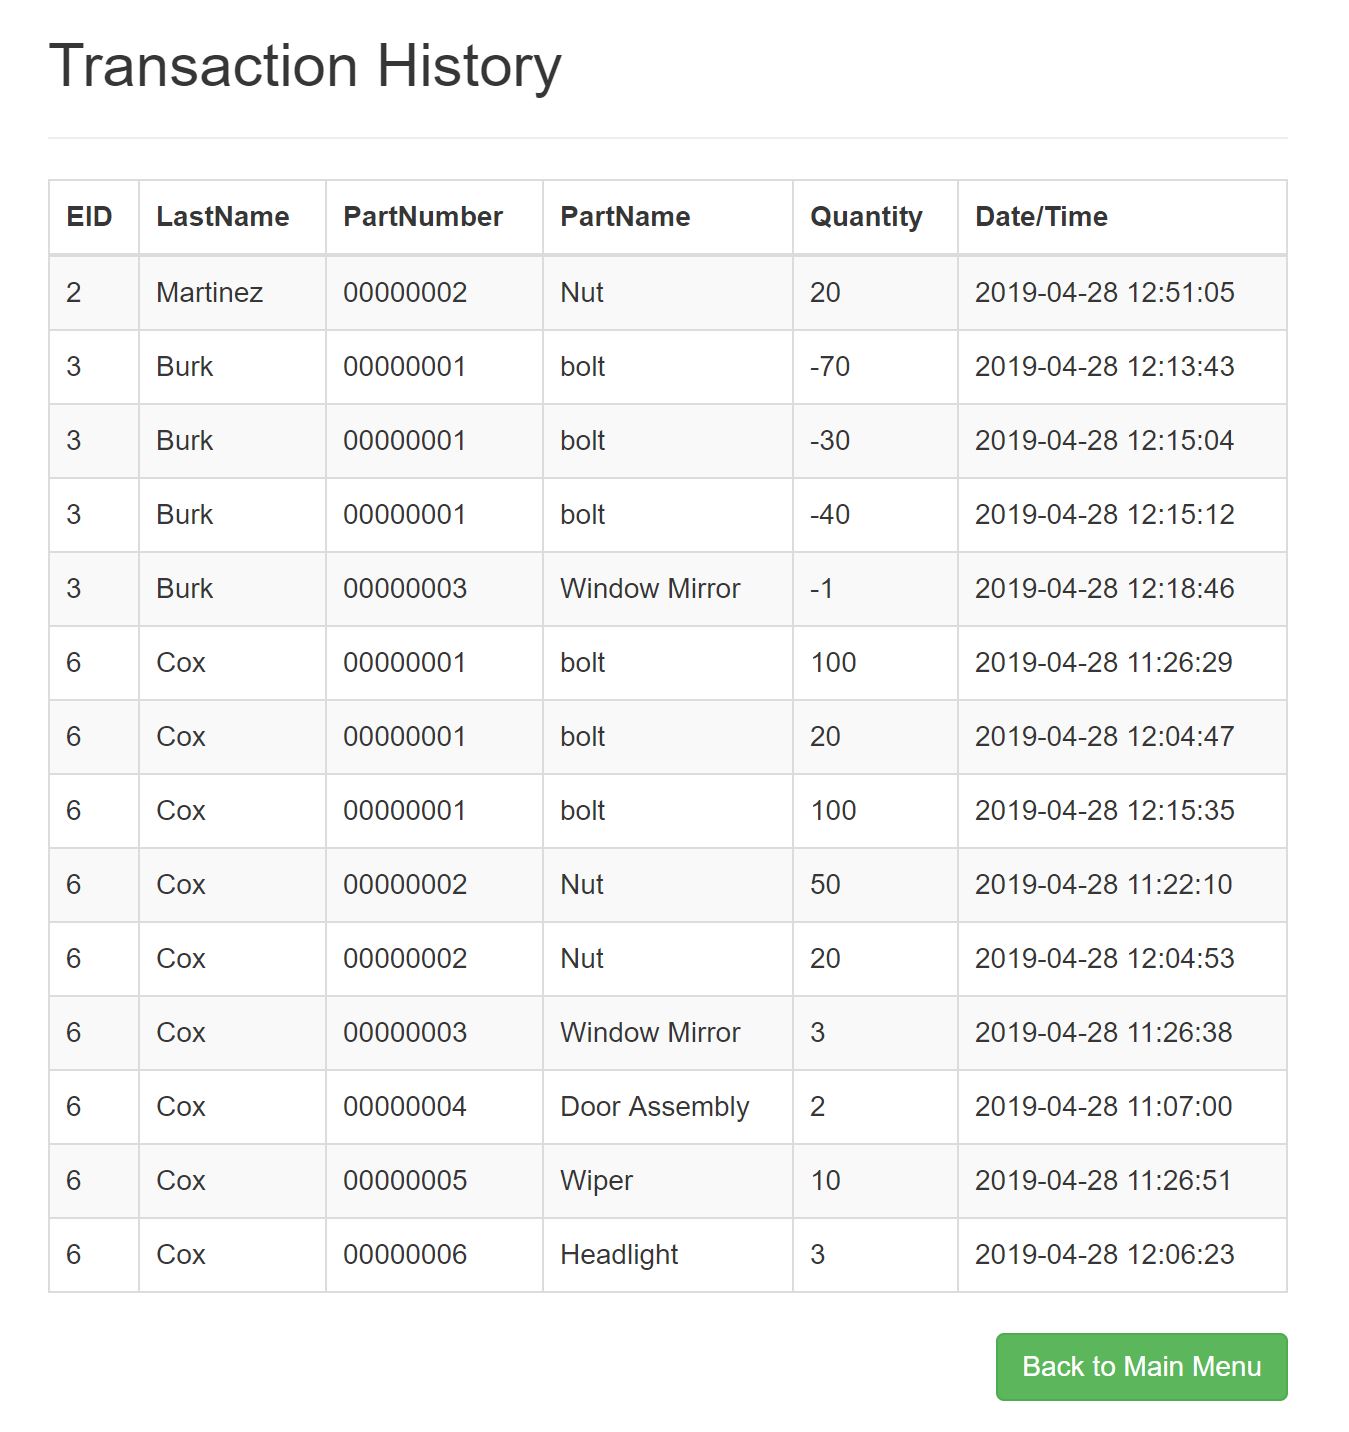 Transaction History
EID LastName PartNumber PartName Quantity Date/Time
2 Martinez 00000002 Nut 20 2019-04-28 12:51:05
3 Burk 00000001 bolt -70 2019-04-28 12:13:43
3 Burk 00000001 bolt -30 2019-04-28 12:15:04
3 Burk 00000001 bolt -40 2019-04-28 12:15:12
3 Burk 00000003 Window Mirror -1 2019-04-28 12:18:46
6 Cox 00000001 bolt 100 2019-04-28 11:26:29
6 Cox 00000001 bolt 20 2019-04-28 12:04:47
6 Cox 00000001 bolt 100 2019-04-28 12:15:35
6 Cox 00000002 Nut 50 2019-04-28 11:22:10
6 Cox 00000002 Nut 20 2019-04-28 12:04:53
6 Cox 00000003 Window Mirror 3 2019-04-28 11:26:38
6 Cox 00000004 Door Assembly 2 2019-04-28 11:07:00
6 Cox 00000005 Wiper 10 2019-04-28 11:26:51
6 Cox 00000006 Headlight 3 2019-04-28 12:06:23
Back to Main Menu